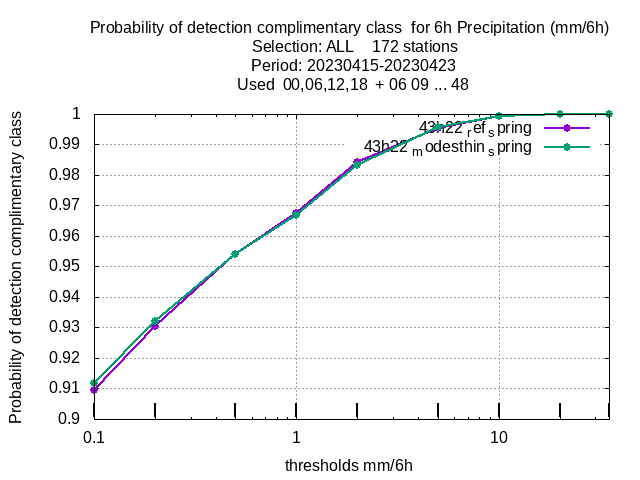 Probability of detection complimentary class  for 6h Precipitation (mm/6h)
Selection: ALL    172 stations
Period: 20230415-20230423
Used  00,06,12,18  + 06 09 ... 48
Probability of detection complimentary class
1
0.99
0.98
0.97
0.96
0.95
0.94
0.93
0.92
0.91
0.9
43h22_ref_spring
43h22_modesthin_spring
0.1
1
10
thresholds mm/6h